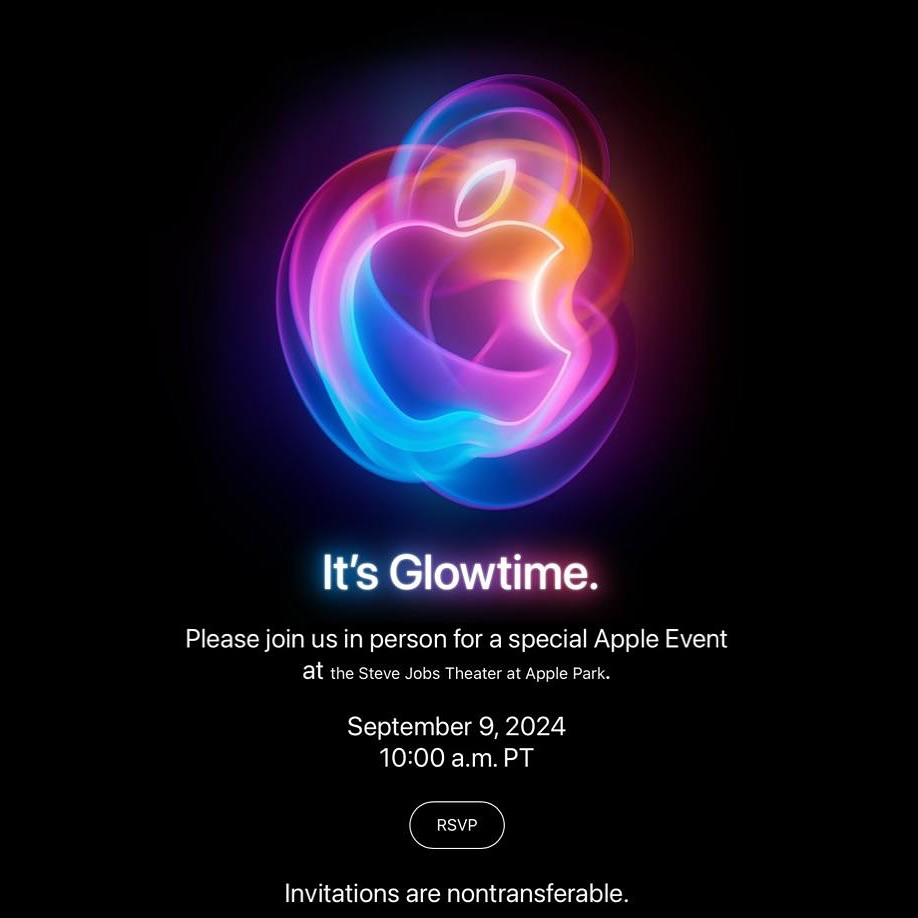 It’s Glowtime.
Please join us in person for a special Apple Event
at the Steve Jobs Theater at Apple Park.
September 9, 2024
10:00 a.m. PT
RSVP
Invitations are nontransferable.